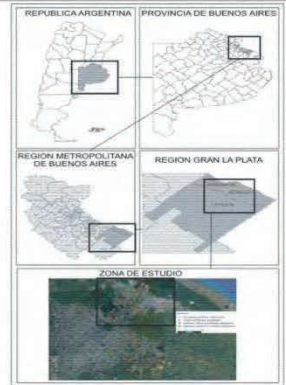 REPUBLICA ARGENTINA
PROVINCIA DE BUENOS AIRES
REGION METROPOLITANA
DE BUENOS AIRES
REGION GRAN LA PLATA
ZONA DE ESTUDIO